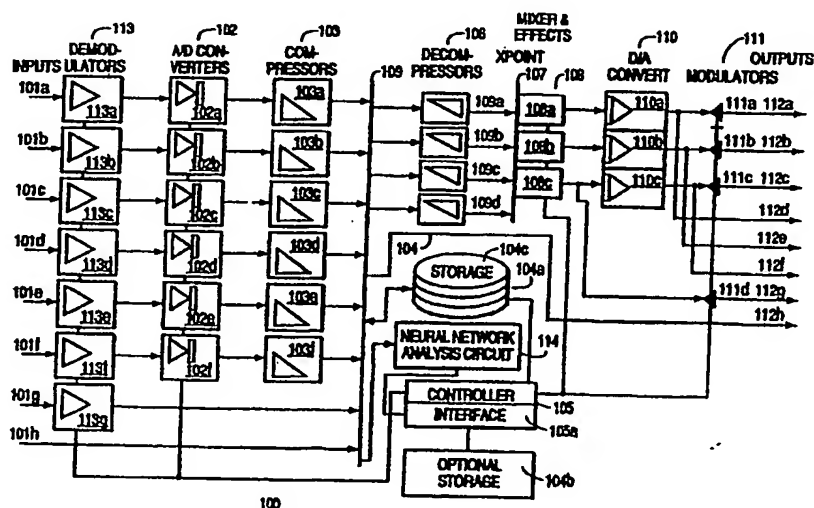 113
102
103
106
MIXER &
EFFECTS
110
111
DEMOD-
ULATORS
A/D CON-
VERTERS
COM-
PRESSORS
DECOM-
PRESSORS
XPOINT
D/A
CONVERT
MODULATORS
OUTPUTS
INPUTS
109
107
108
101a
113a
102a
103a
109a
108a
110a
111a 112a
101b
113b
102b
103b
109b
108b
110b
111b 112b
101c
113c
102c
103c
109c
108c
110c
111c 112c
109d
112d
101d
113d
102d
103d
104
104c
112e
STORAGE
104a
112f
101e
113e
102e
103e
111d 112g
112h
NEURAL NETWORK
ANALYSIS CIRCUIT
114
101f
113f
102f
103f
CONTROLLER
105
101g
113g
INTERFACE
105a
101h
OPTIONAL
STORAGE
104b
100